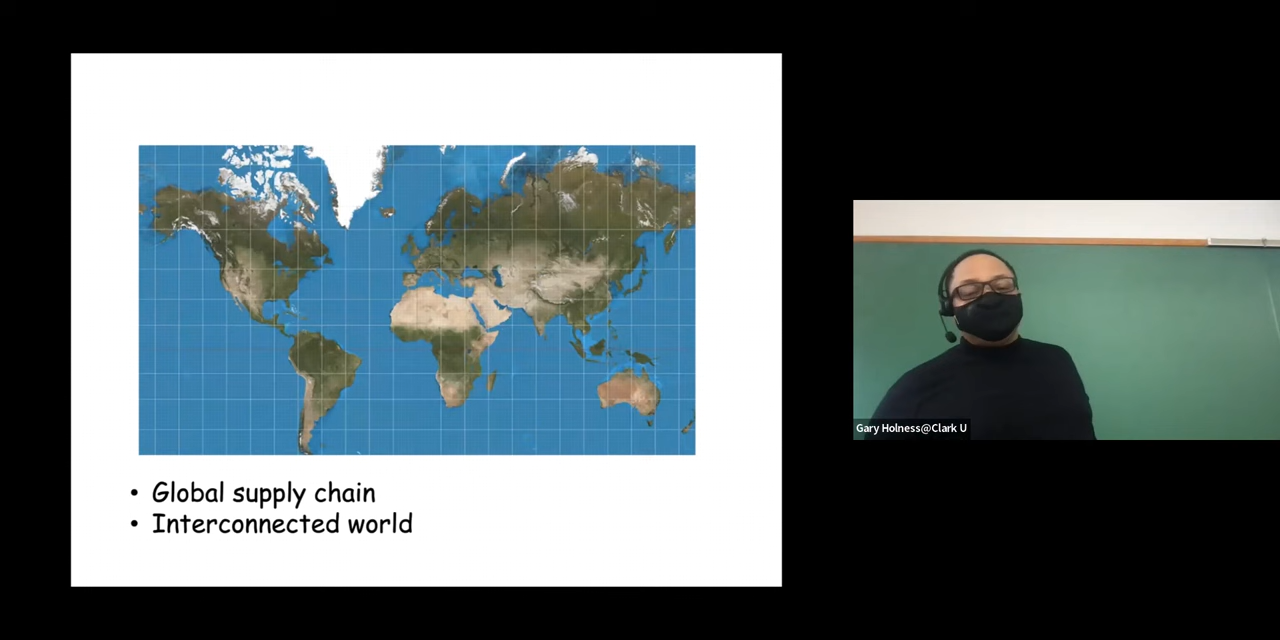 • Global supply chain
• Interconnected world
Gary Holness@Clark U